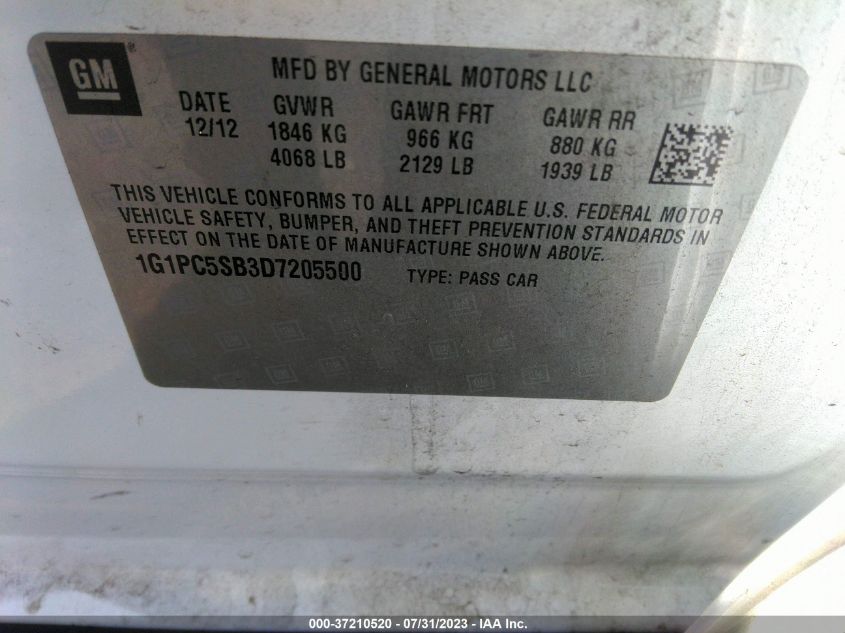 GM ®
MFD BY GENERAL MOTORS LLC
DATE GVWR GAWR FRT GAWR RR
12/12 1846 KG 966 KG 880 KG
4068 LB 2129 LB 1939 LB
THIS VEHICLE CONFORMS TO ALL APPLICABLE U.S. FEDERAL MOTOR
VEHICLE SAFETY, BUMPER, AND THEFT PREVENTION STANDARDS IN
EFFECT ON THE DATE OF MANUFACTURE SHOWN ABOVE.
1G1PC5SB3D7205500 TYPE: PASS CAR
000-37210520 - 07/31/2023 - IAA Inc.